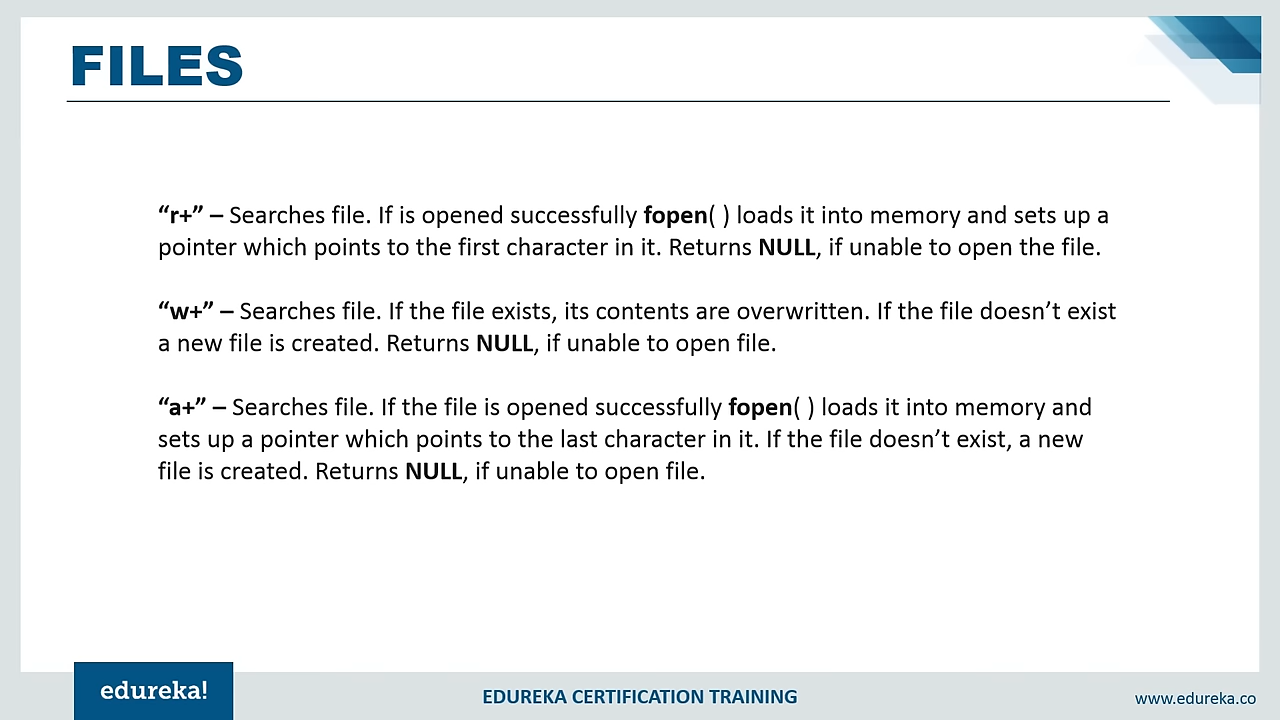 FILES
“r+” – Searches file. If is opened successfully fopen( ) loads it into memory and sets up a
pointer which points to the first character in it. Returns NULL, if unable to open the file.
“w+” – Searches file. If the file exists, its contents are overwritten. If the file doesn’t exist
a new file is created. Returns NULL, if unable to open file.
“a+” – Searches file. If the file is opened successfully fopen( ) loads it into memory and
sets up a pointer which points to the last character in it. If the file doesn’t exist, a new
file is created. Returns NULL, if unable to open file.
edureka!
EDUREKA CERTIFICATION TRAINING
www.edureka.co